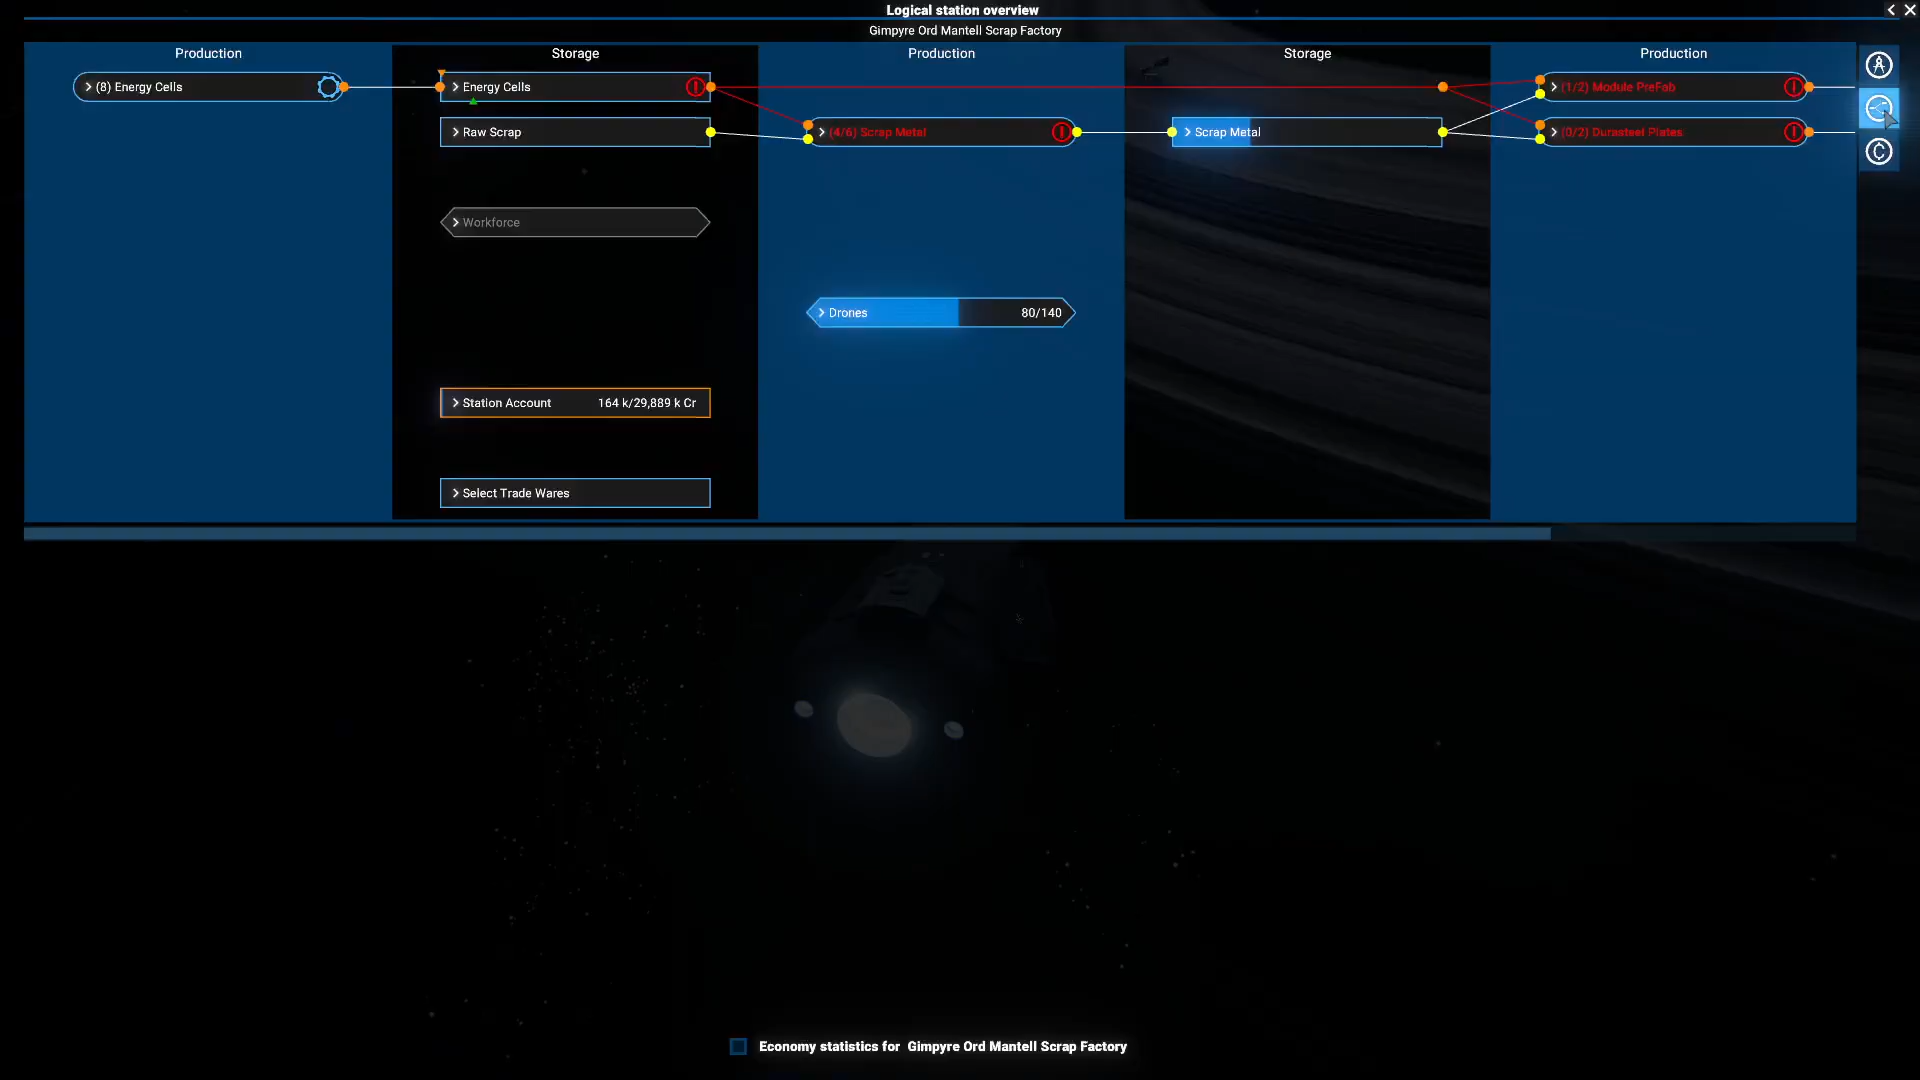 Logical station overview
Gimpyre Ord Mantell Scrap Factory
Production
Storage
Production
Storage
Production
(8) Energy Cells
Energy Cells
(1/2) Module PreFab
Raw Scrap
(4/6) Scrap Metal
Scrap Metal
(0/2) Durasteel Plates
Workforce
Drones 80/140
Station Account 164 k/29,889 k Cr
Select Trade Wares
Economy statistics for Gimpyre Ord Mantell Scrap Factory